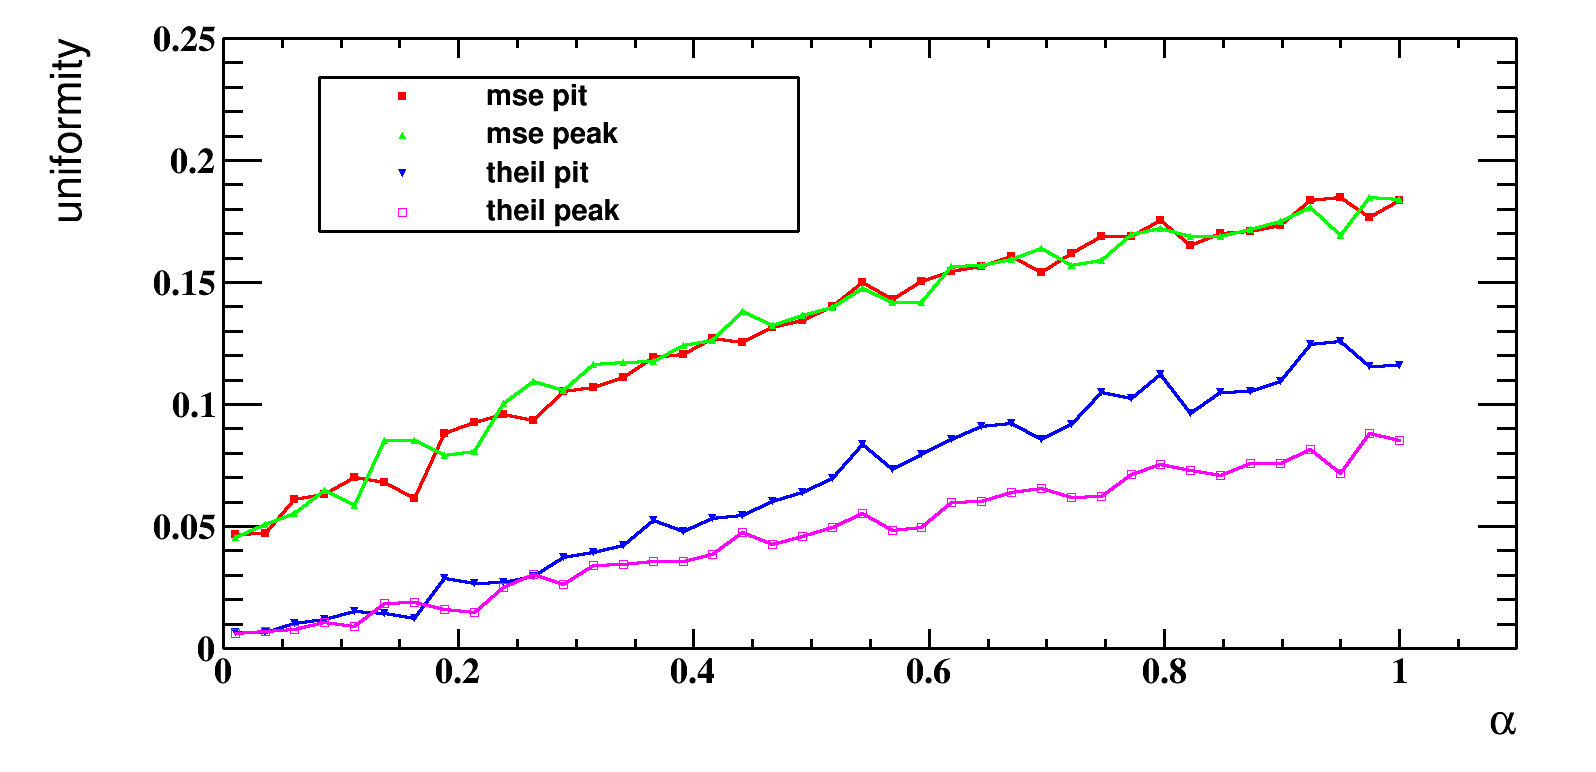 uniformity
0.25
0.2
0.15
0.1
0.05
0
mse pit
mse peak
theil pit
theil peak
0 0.2 0.4 0.6 0.8 1
α